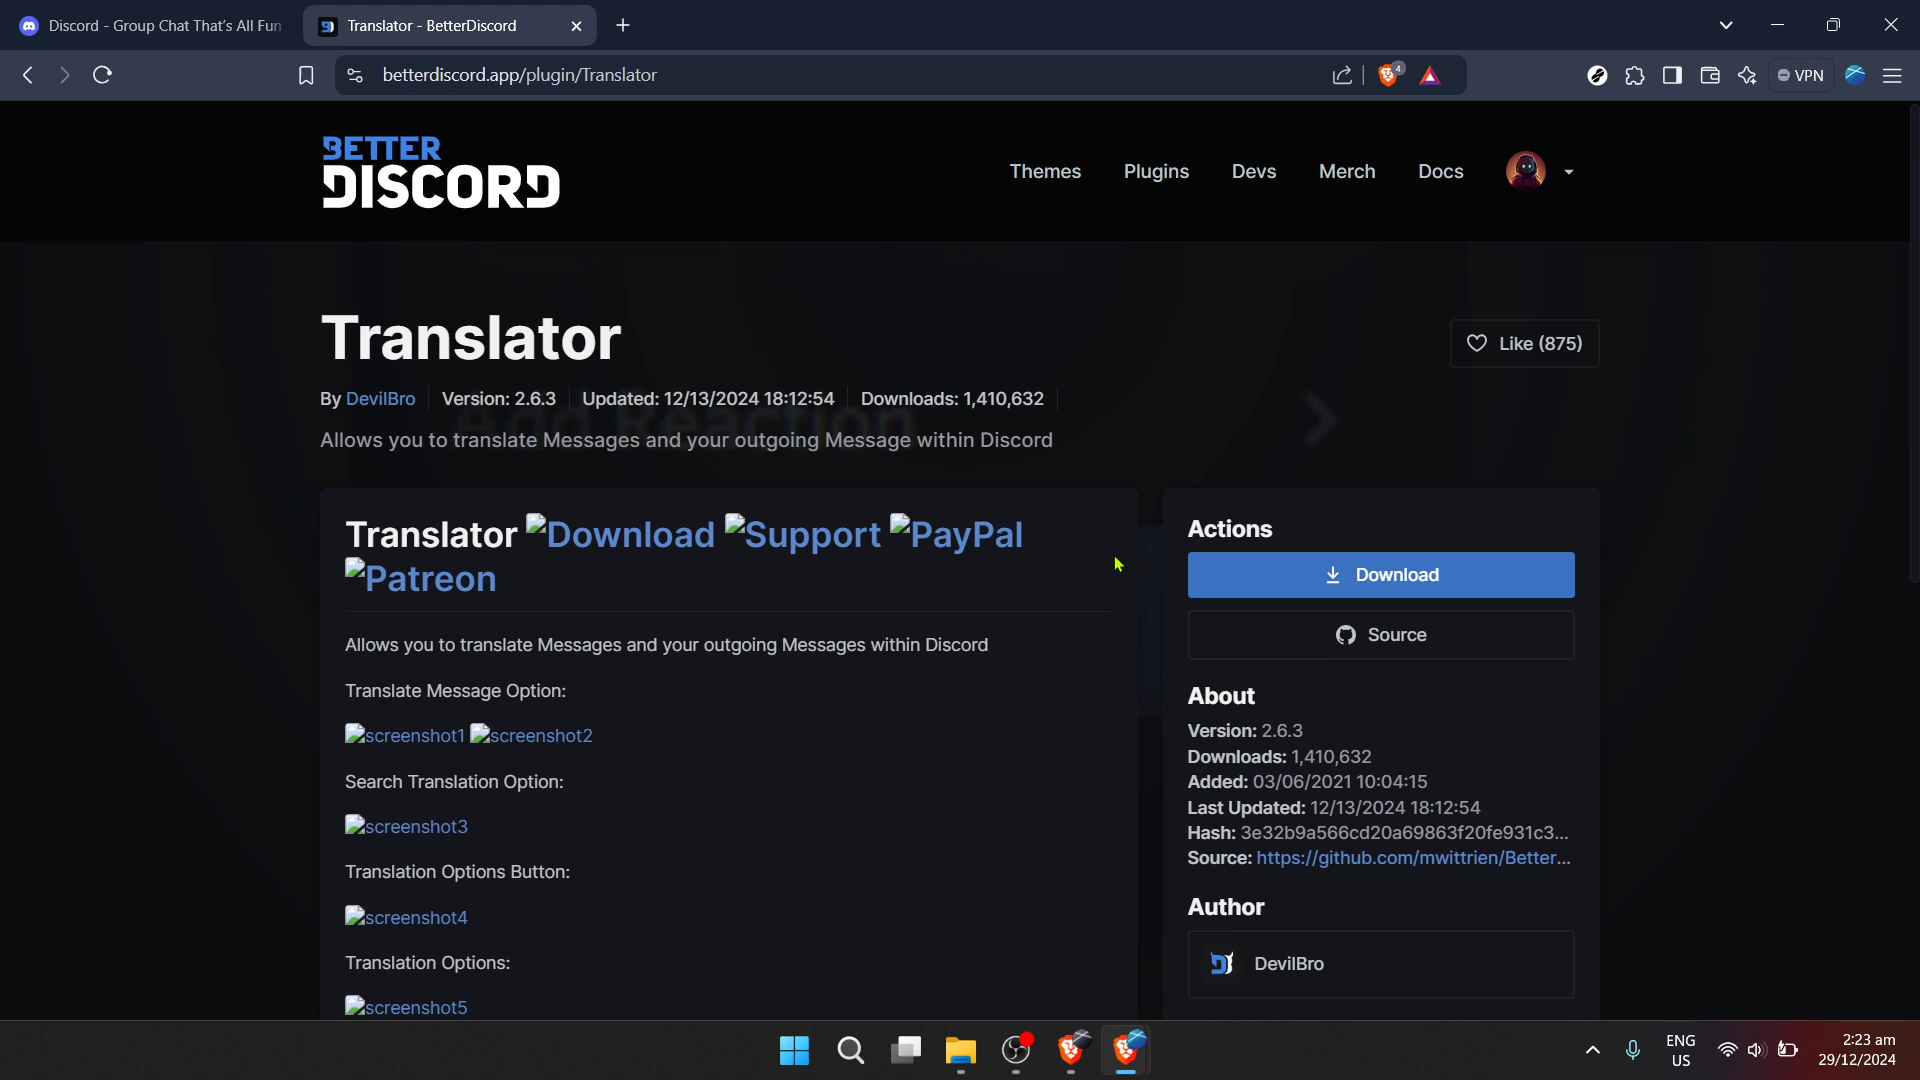 Discord - Group Chat That's All Fun
Translator - BetterDiscord
betterdiscord.app/plugin/Translator
4
VPN
BETTER
DISCORD
Themes
Plugins
Devs
Merch
Docs
Translator
Like (875)
By DevilBro
Version: 2.6.3
Updated: 12/13/2024 18:12:54
Downloads: 1,410,632
Add Reaction
Allows you to translate Messages and your outgoing Message within Discord
Translator Download Support PayPal
Patreon
Allows you to translate Messages and your outgoing Messages within Discord
Translate Message Option:
screenshot1 screenshot2
Search Translation Option:
screenshot3
Translation Options Button:
screenshot4
Translation Options:
screenshot5
Actions
Download
Source
About
Version: 2.6.3
Downloads: 1,410,632
Added: 03/06/2021 10:04:15
Last Updated: 12/13/2024 18:12:54
Hash: 3e32b9a566cd20a69863f20fe931c3...
Source: https://github.com/mwittrien/Better...
Author
DevilBro
ENG
US
2:23 am
29/12/2024